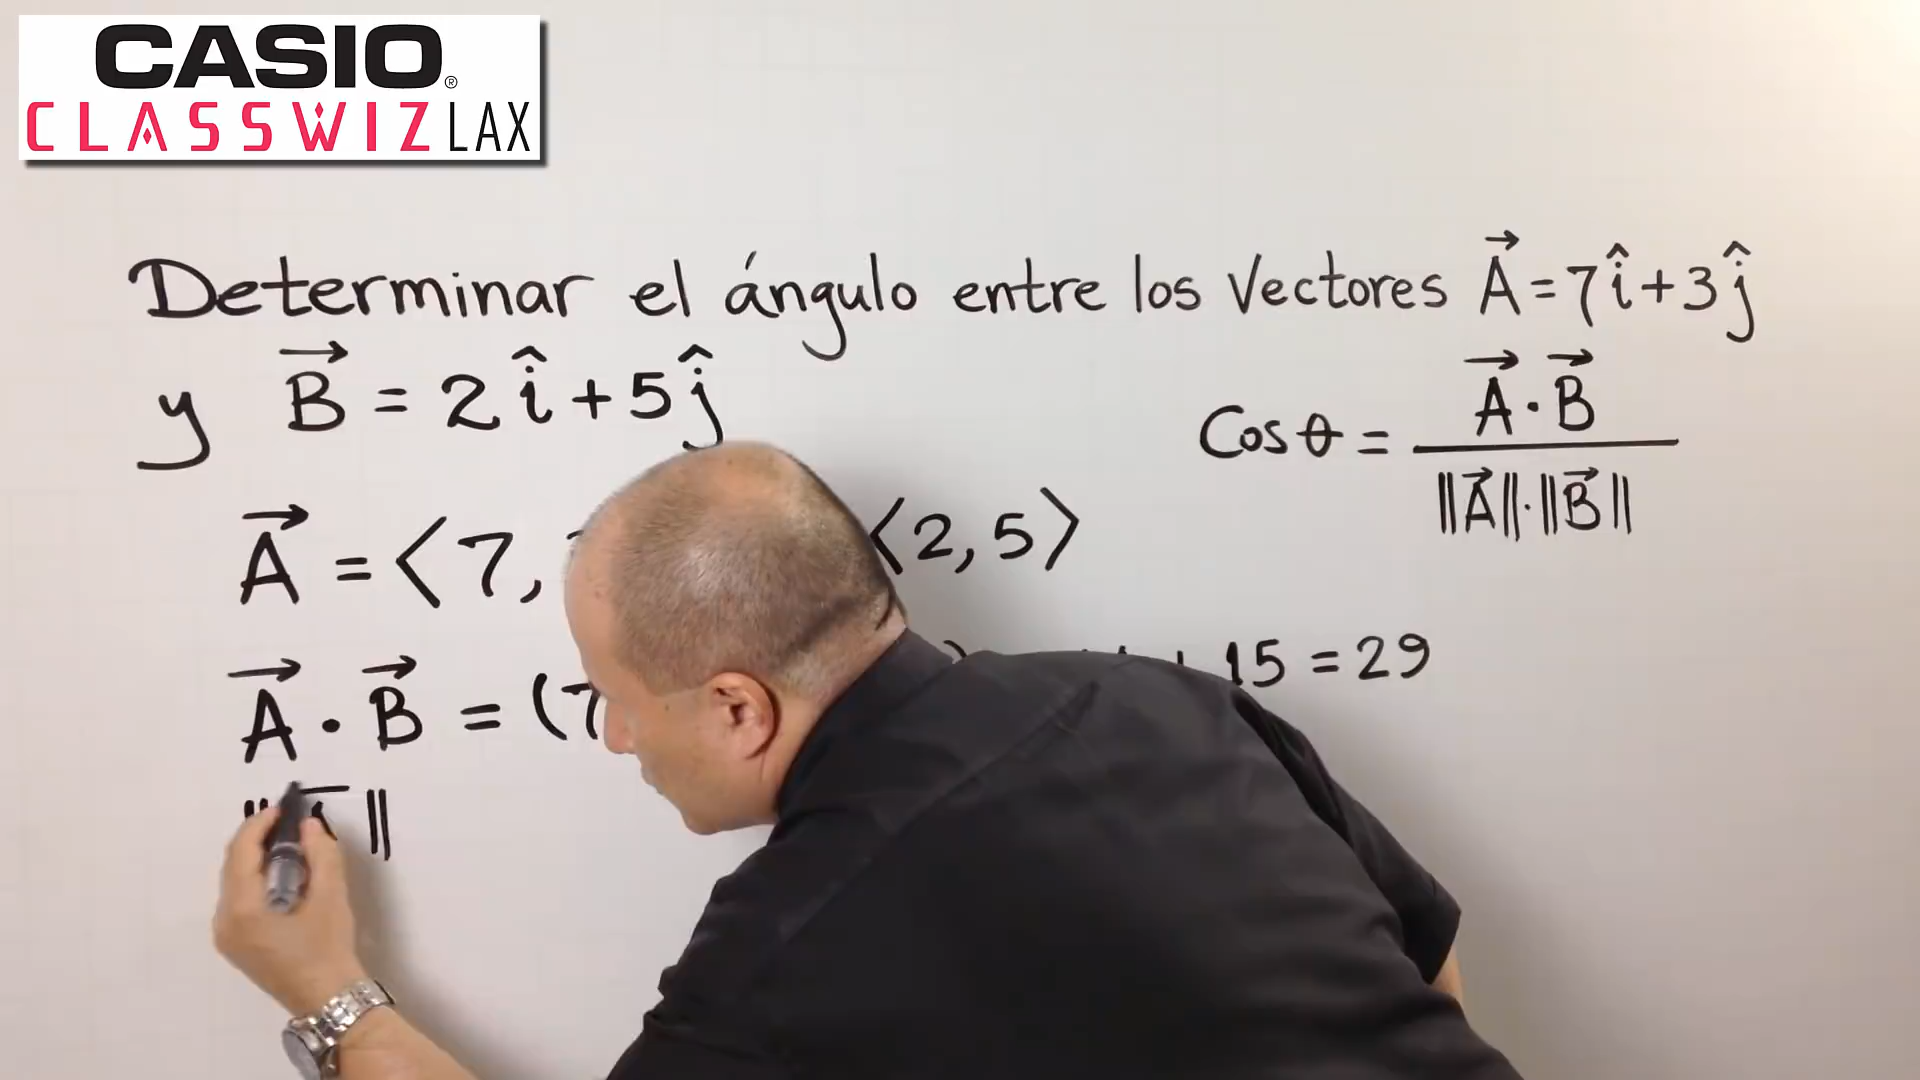 CASIO®
CLASSWIZ LAX
Determinar el ángulo entre los Vectores A⃗ = 7î + 3ĵ
y B⃗ = 2î + 5ĵ
Cos θ = A⃗ · B⃗ / ‖A⃗‖ · ‖B⃗‖
A⃗ = ⟨7, ⟨2, 5⟩
A⃗ · B⃗ = (7 ) + 15 = 29
‖ ‖